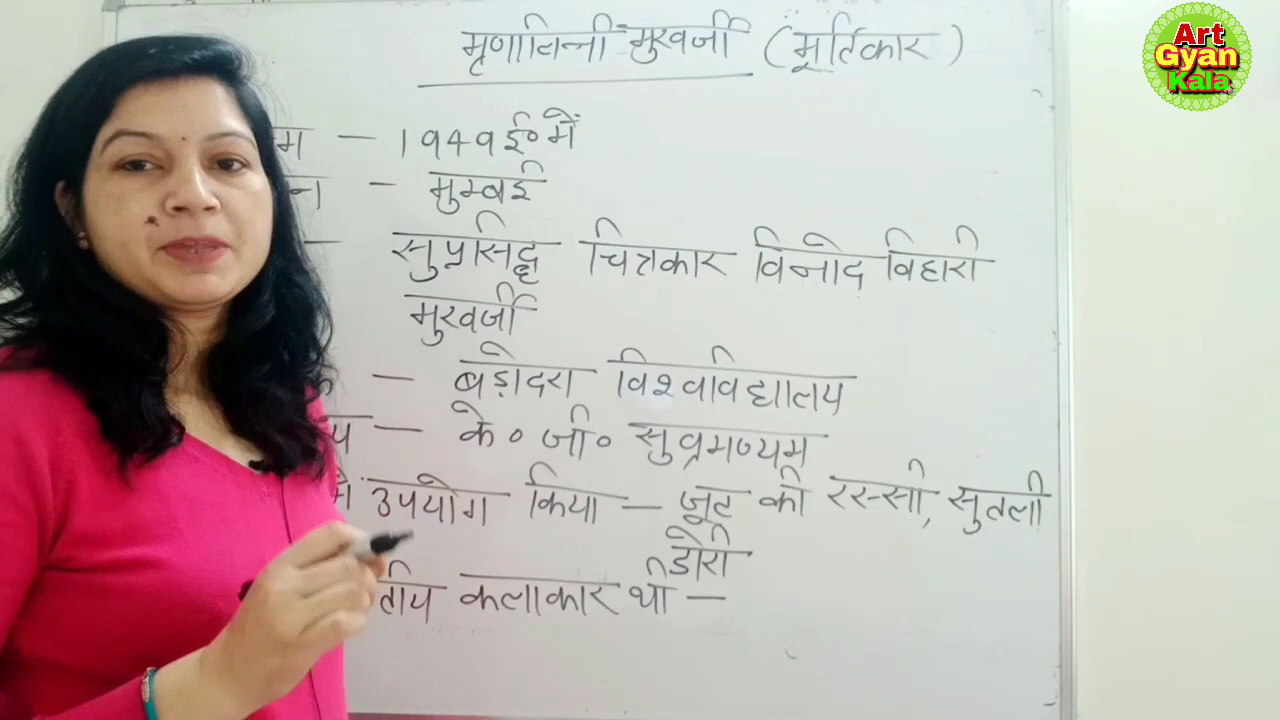 मृणालिनी मुखर्जी (मूर्तिकार)
म – 1949 ई० में
न – मुम्बई
– सुप्रसिद्ध चित्रकार विनोद विहारी
मुखर्जी
क – बड़ोदरा विश्वविद्यालय
प – के० जी० सुव्रमण्यम
में उपयोग किया – जूट की रस्सी, सुतली
डोरी
तीय कलाकार थी –
Art
Gyan
Kala